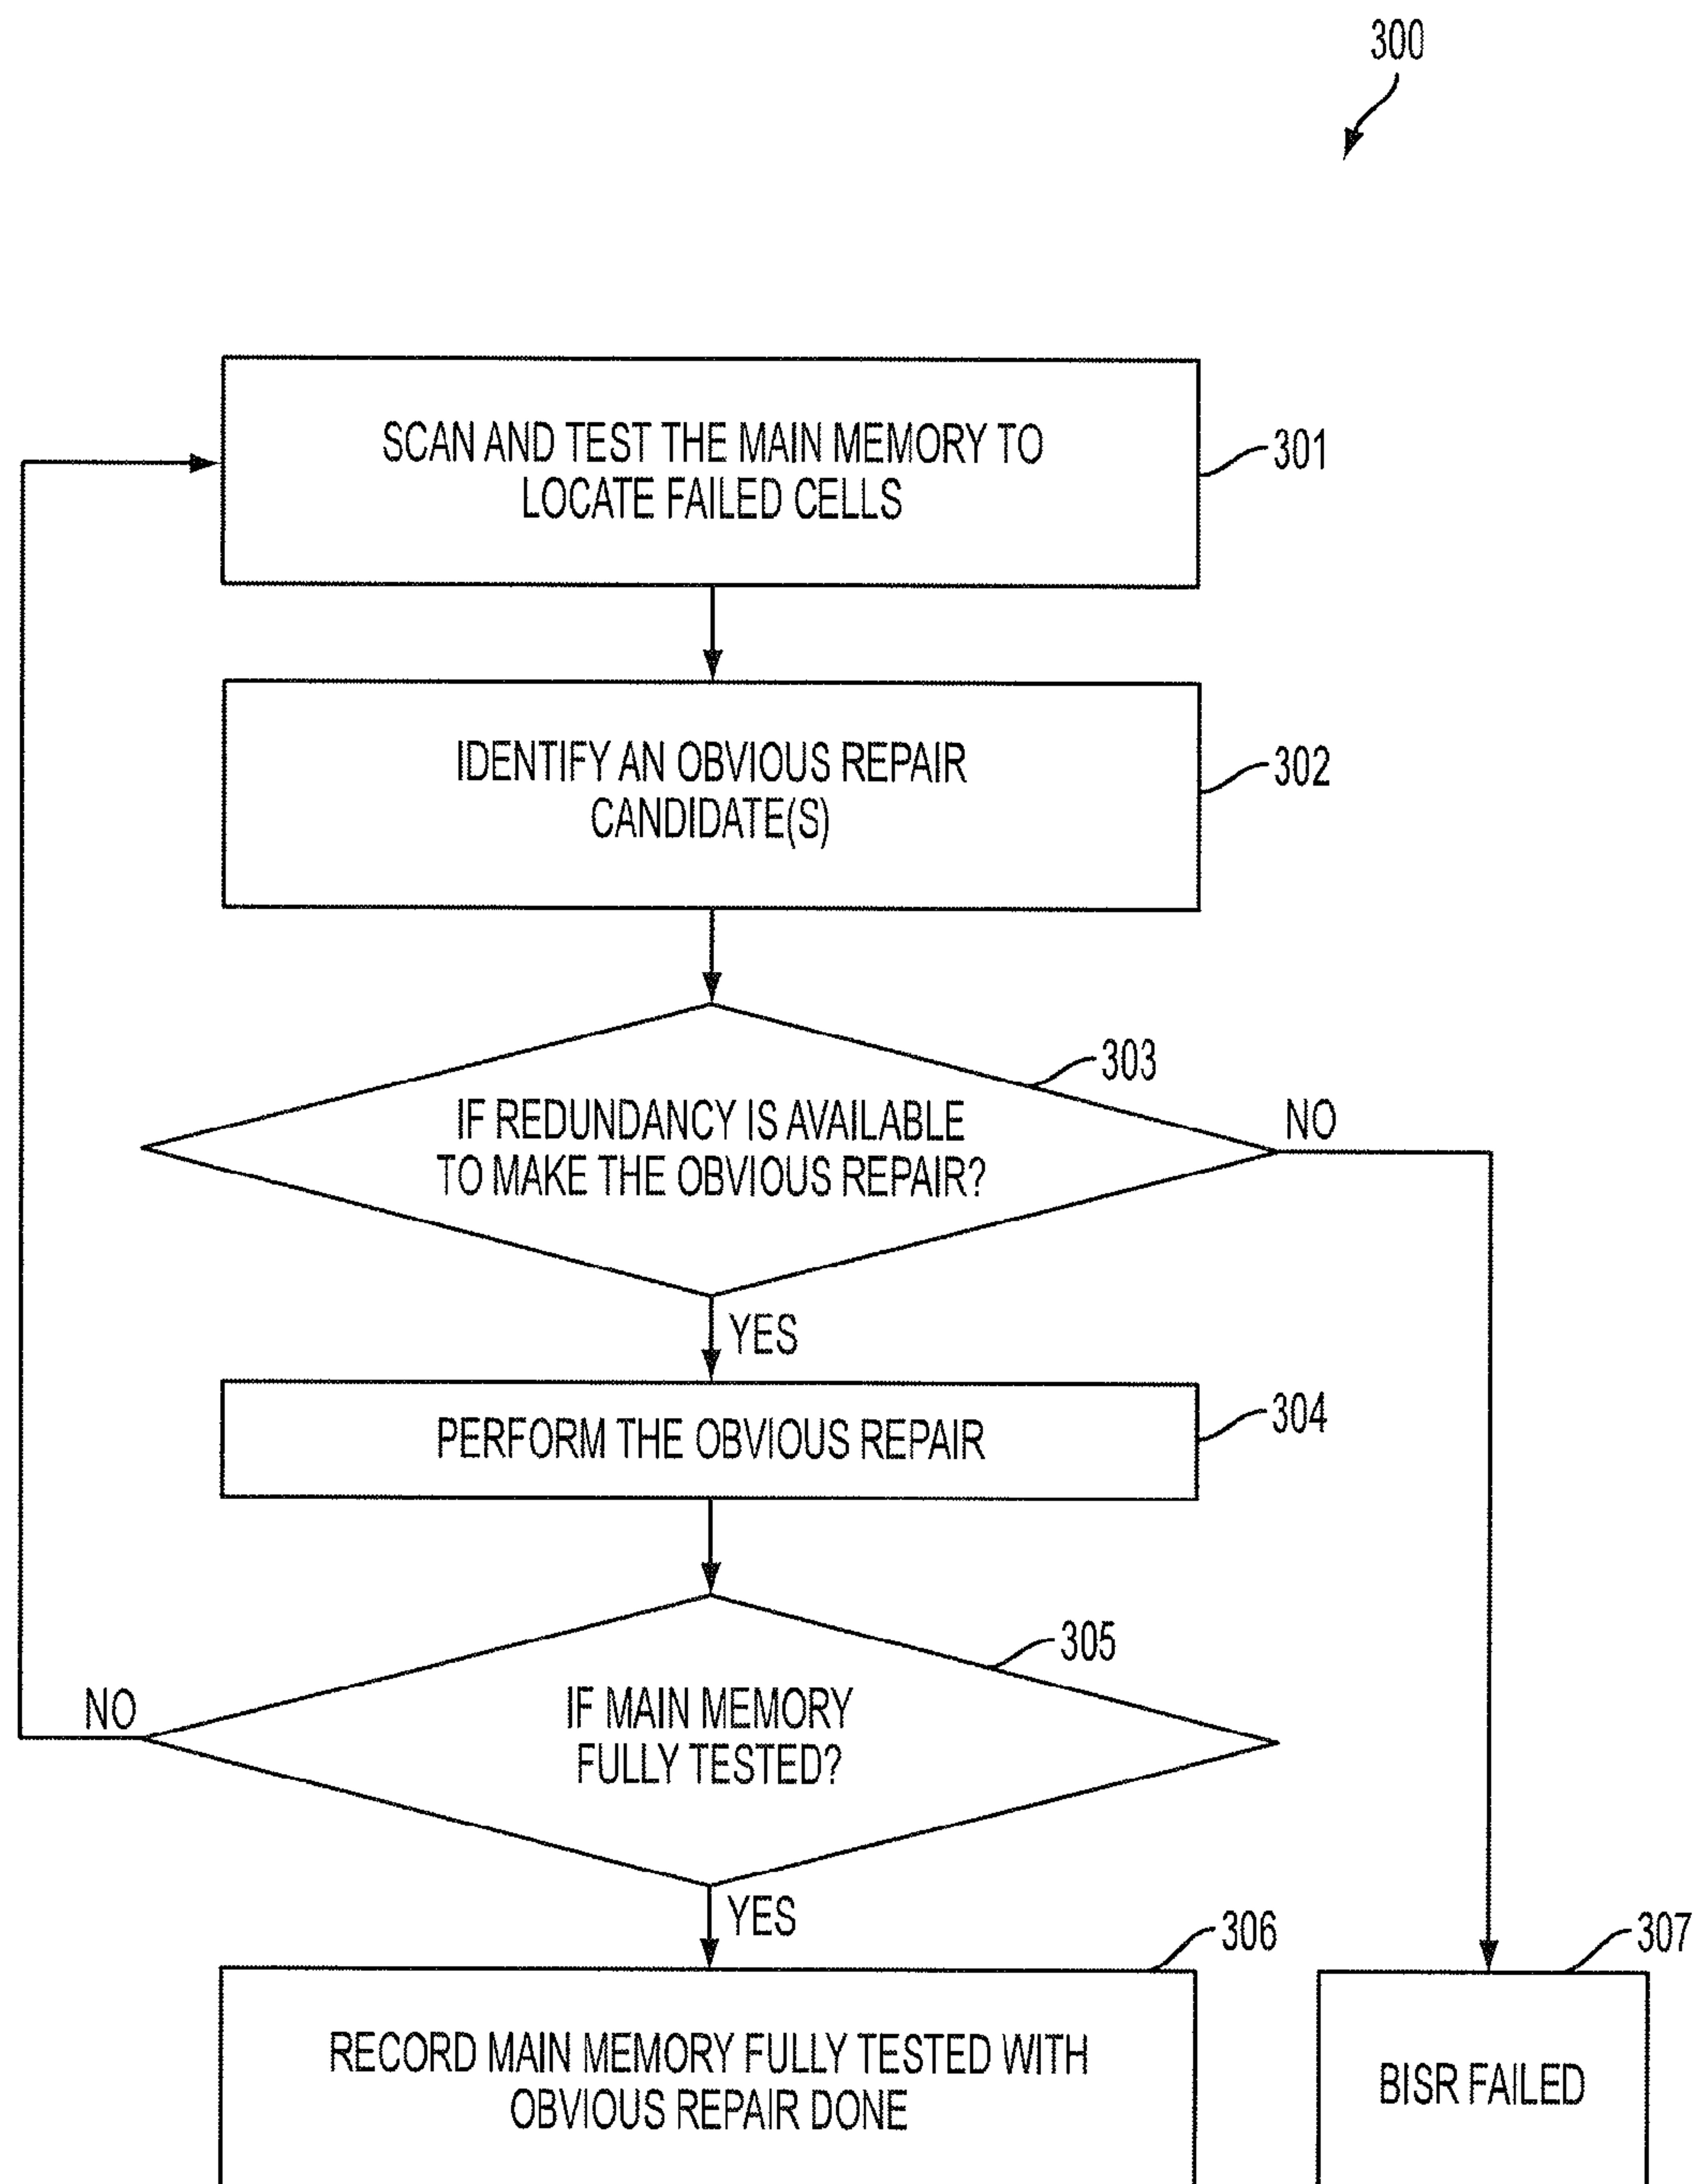 300
SCAN AND TEST THE MAIN MEMORY TO
LOCATE FAILED CELLS
301
IDENTIFY AN OBVIOUS REPAIR
CANDIDATE(S)
302
303
IF REDUNDANCY IS AVAILABLE
TO MAKE THE OBVIOUS REPAIR?
NO
YES
PERFORM THE OBVIOUS REPAIR
304
305
IF MAIN MEMORY
FULLY TESTED?
NO
YES
306
307
RECORD MAIN MEMORY FULLY TESTED WITH
OBVIOUS REPAIR DONE
BISR FAILED